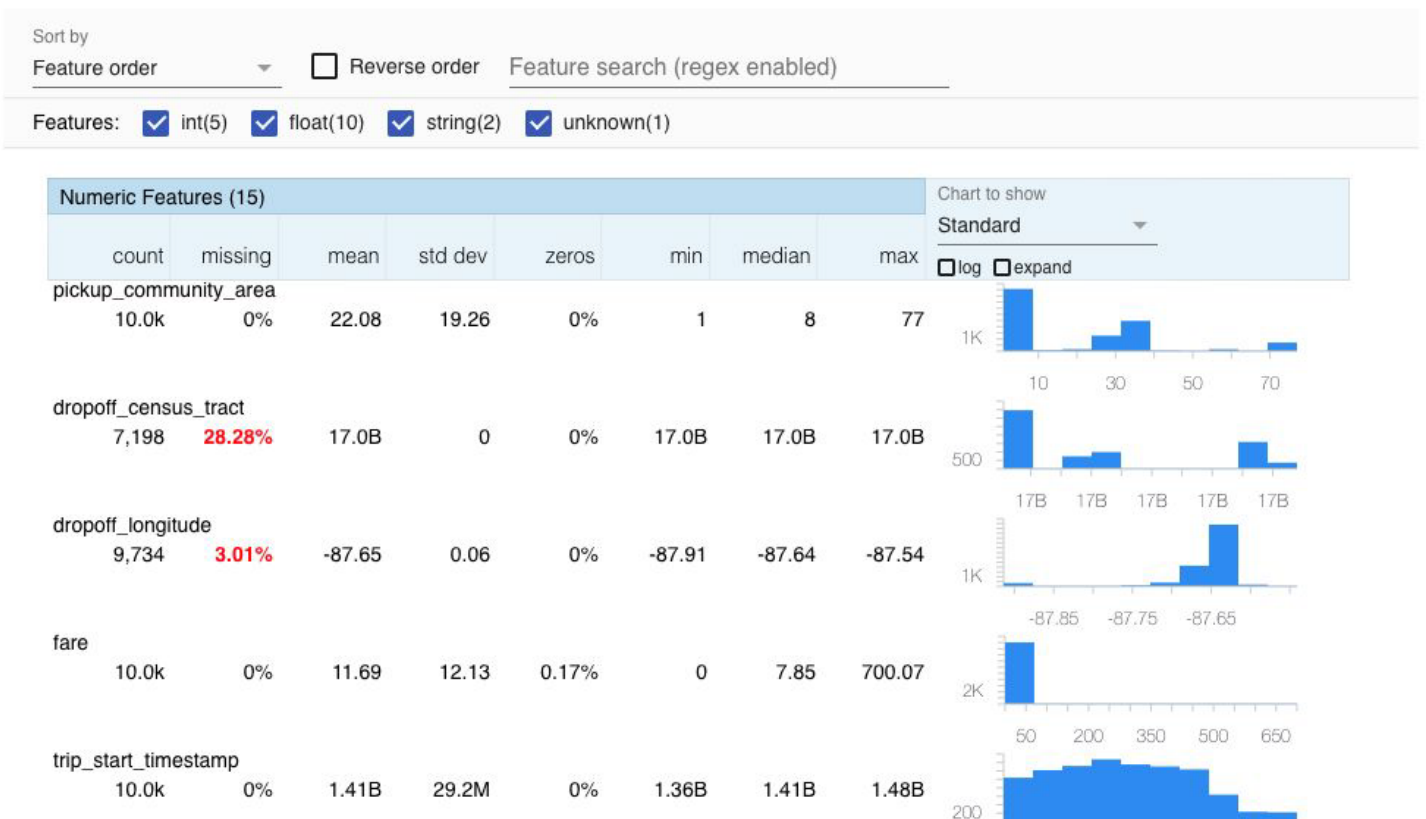 Sort by
Feature order
Reverse order
Feature search (regex enabled)
Features: int(5) float(10) string(2) unknown(1)
Numeric Features (15)
Chart to show
Standard
count missing mean std dev zeros min median max
log expand
pickup_community_area
10.0k 0% 22.08 19.26 0% 1 8 77
1K
10 30 50 70
dropoff_census_tract
7,198 28.28% 17.0B 0 0% 17.0B 17.0B 17.0B
500
17B 17B 17B 17B 17B
dropoff_longitude
9,734 3.01% -87.65 0.06 0% -87.91 -87.64 -87.54
1K
-87.85 -87.75 -87.65
fare
10.0k 0% 11.69 12.13 0.17% 0 7.85 700.07
2K
50 200 350 500 650
trip_start_timestamp
10.0k 0% 1.41B 29.2M 0% 1.36B 1.41B 1.48B
200